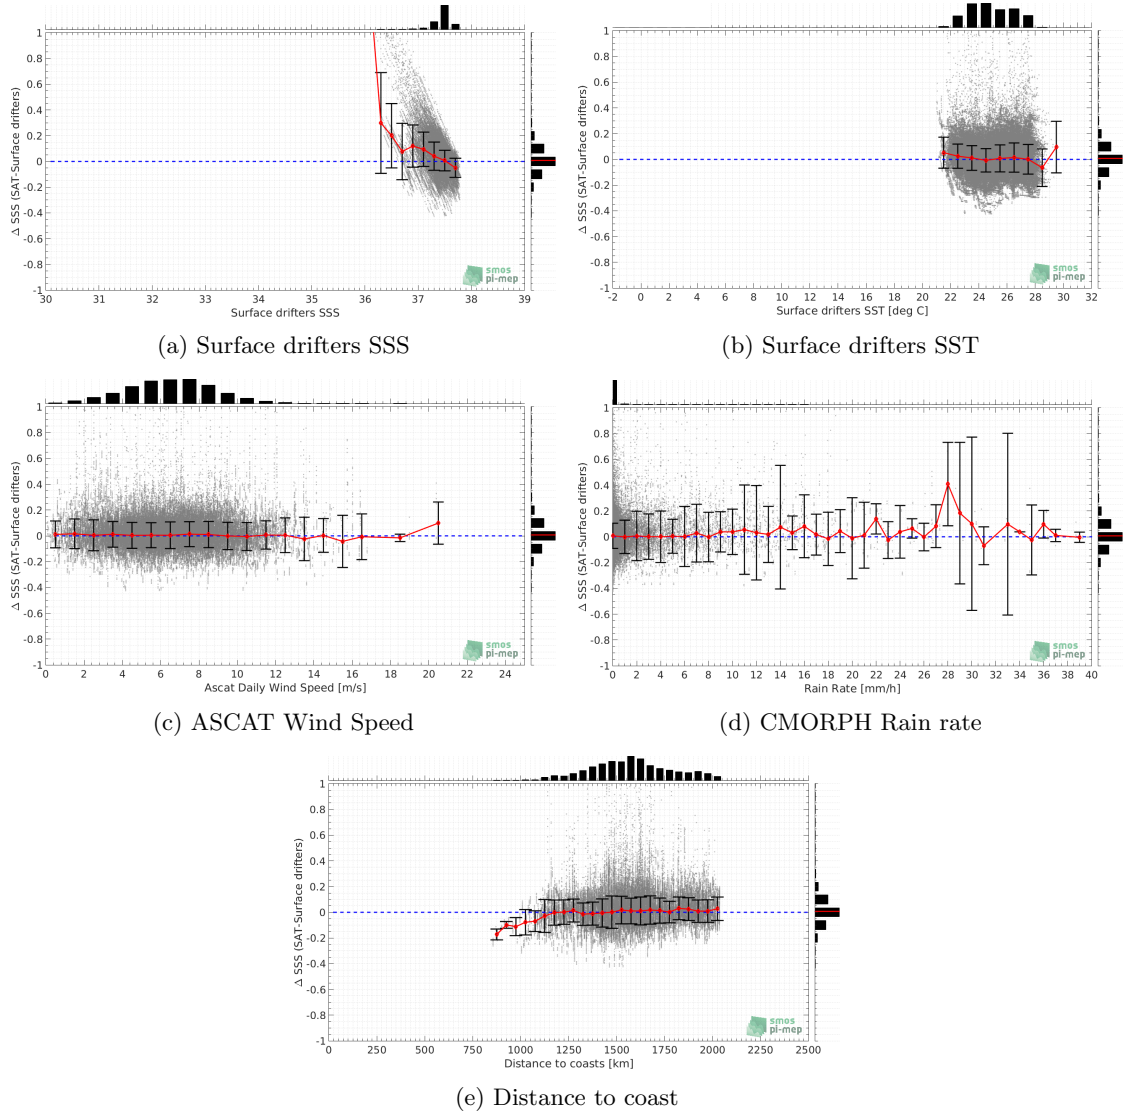 1
0.8
0.6
0.4
0.2
0
-0.2
-0.4
-0.6
-0.8
-1
Δ SSS (SAT-Surface drifters)
30 31 32 33 34 35 36 37 38 39
Surface drifters SSS
smos
pi-mep
(a) Surface drifters SSS
1
0.8
0.6
0.4
0.2
0
-0.2
-0.4
-0.6
-0.8
-1
Δ SSS (SAT-Surface drifters)
-2 0 2 4 6 8 10 12 14 16 18 20 22 24 26 28 30 32
Surface drifters SST [deg C]
smos
pi-mep
(b) Surface drifters SST
1
0.8
0.6
0.4
0.2
0
-0.2
-0.4
-0.6
-0.8
-1
Δ SSS (SAT-Surface drifters)
0 2 4 6 8 10 12 14 16 18 20 22 24
Ascat Daily Wind Speed [m/s]
smos
pi-mep
(c) ASCAT Wind Speed
1
0.8
0.6
0.4
0.2
0
-0.2
-0.4
-0.6
-0.8
-1
Δ SSS (SAT-Surface drifters)
0 2 4 6 8 10 12 14 16 18 20 22 24 26 28 30 32 34 36 38 40
Rain Rate [mm/h]
smos
pi-mep
(d) CMORPH Rain rate
1
0.8
0.6
0.4
0.2
0
-0.2
-0.4
-0.6
-0.8
-1
Δ SSS (SAT-Surface drifters)
0 250 500 750 1000 1250 1500 1750 2000 2250 2500
Distance to coasts [km]
smos
pi-mep
(e) Distance to coast